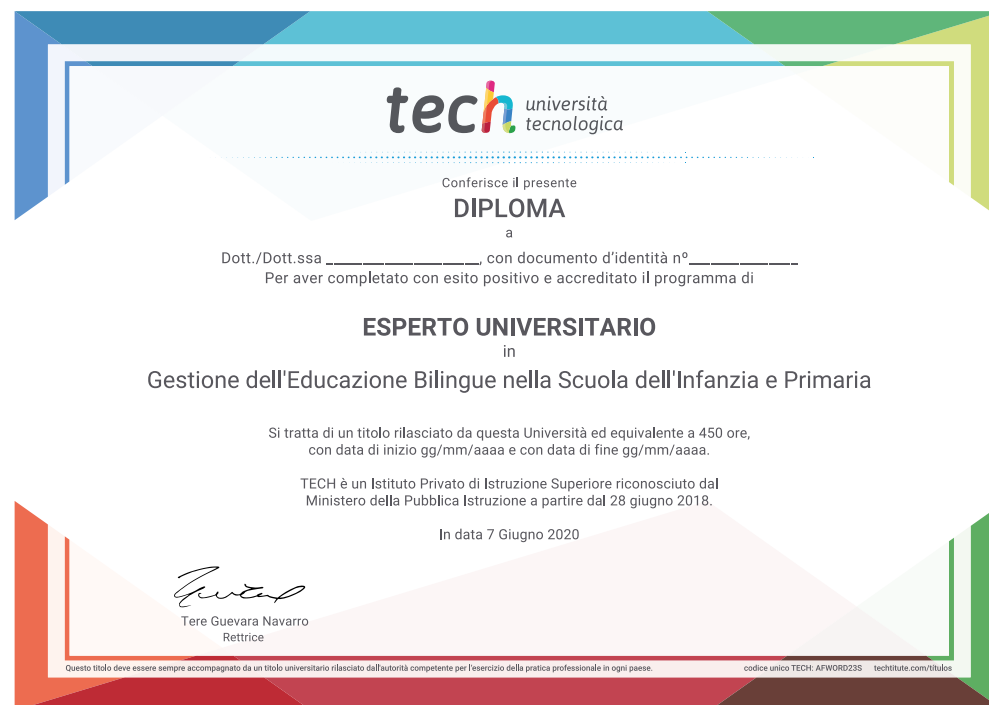 tech università
tecnologica
Conferisce il presente
DIPLOMA
a
Dott./Dott.ssa ____________________, con documento d'identità nº______________
Per aver completato con esito positivo e accreditato il programma di
ESPERTO UNIVERSITARIO
in
Gestione dell'Educazione Bilingue nella Scuola dell'Infanzia e Primaria
Si tratta di un titolo rilasciato da questa Università ed equivalente a 450 ore,
con data di inizio gg/mm/aaaa e con data di fine gg/mm/aaaa.
TECH è un Istituto Privato di Istruzione Superiore riconosciuto dal
Ministero della Pubblica Istruzione a partire dal 28 giugno 2018.
In data 7 Giugno 2020
Tere Guevara Navarro
Rettrice
Questo titolo deve essere sempre accompagnato da un titolo universitario rilasciato dall'autorità competente per l'esercizio della pratica professionale in ogni paese. codice unico TECH: AFWORD23S techtitute.com/títulos